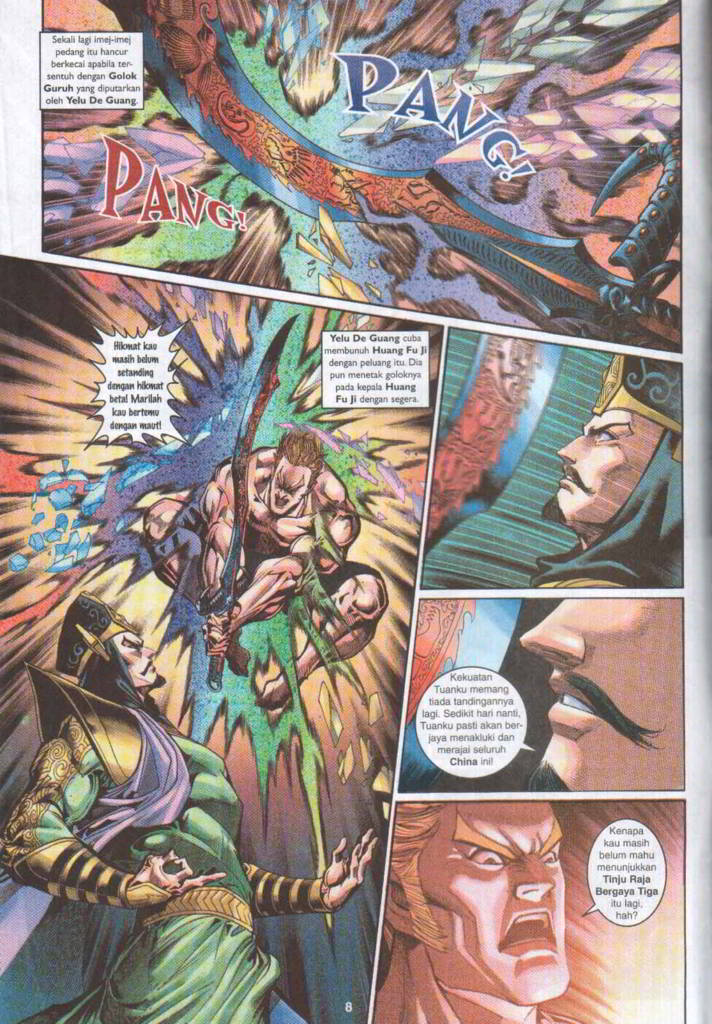 Sekali lagi imej-imej
pedang itu hancur
berkecai apabila ter-
sentuh dengan Golok
Guruh yang diputarkan
oleh Yelu De Guang.
PANG!
PANG!
Hikmat kau
masih belum
setanding
dengan hikmat
beta! Marilah
kau bertemu
dengan maut!
Yelu De Guang cuba
membunuh Huang Fu Ji
dengan peluang itu. Dia
pun menetak goloknya
pada kepala Huang
Fu Ji dengan segera.
Kekuatan
Tuanku memang
tiada tandingannya
lagi. Sedikit hari nanti,
Tuanku pasti akan ber-
jaya menakluki dan
merajai seluruh
China ini!
Kenapa
kau masih
belum mahu
menunjukkan
Tinju Raja
Bergaya Tiga
itu lagi,
hah?
8